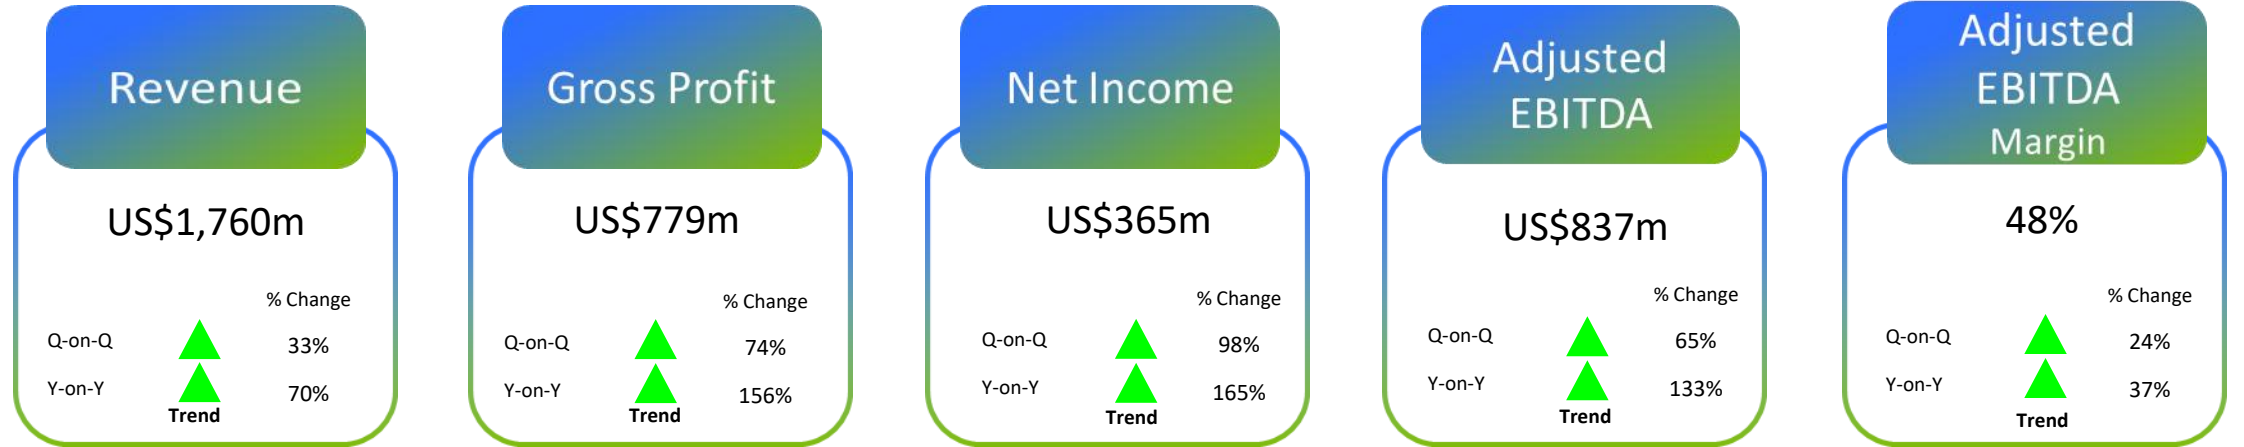 Revenue
US$1,760m
% Change
Q-on-Q 33%
Y-on-Y 70%
Trend
Gross Profit
US$779m
% Change
Q-on-Q 74%
Y-on-Y 156%
Trend
Net Income
US$365m
% Change
Q-on-Q 98%
Y-on-Y 165%
Trend
Adjusted
EBITDA
US$837m
% Change
Q-on-Q 65%
Y-on-Y 133%
Trend
Adjusted
EBITDA
Margin
48%
% Change
Q-on-Q 24%
Y-on-Y 37%
Trend